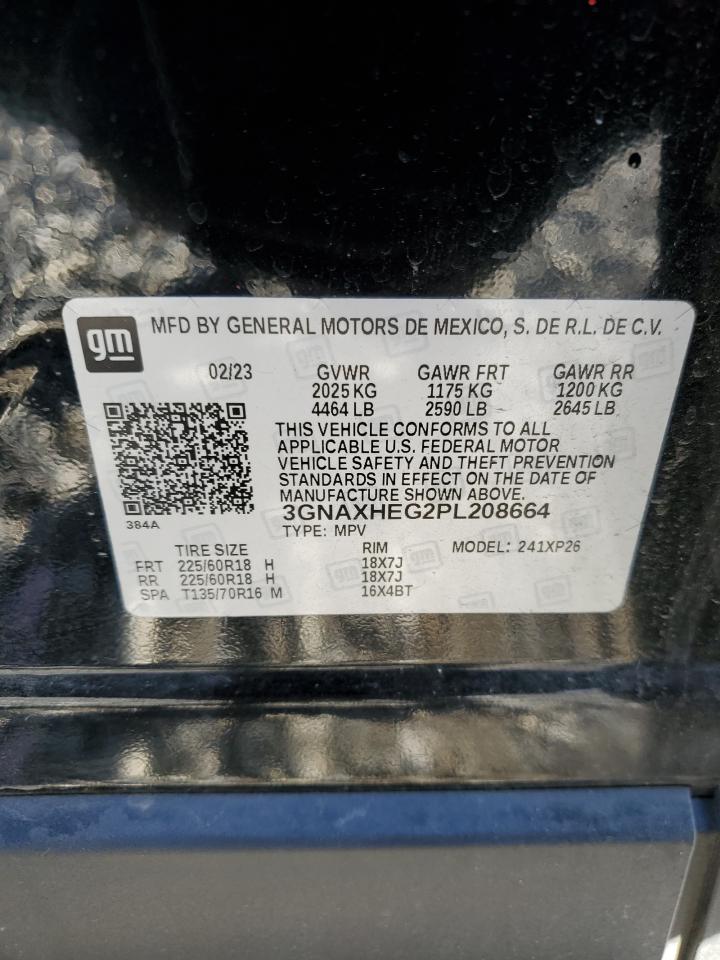 gm MFD BY GENERAL MOTORS DE MEXICO, S. DE R.L. DE C.V.
02/23 GVWR GAWR FRT GAWR RR
2025 KG 1175 KG 1200 KG
4464 LB 2590 LB 2645 LB
THIS VEHICLE CONFORMS TO ALL
APPLICABLE U.S. FEDERAL MOTOR
VEHICLE SAFETY AND THEFT PREVENTION
STANDARDS IN EFFECT ON THE DATE OF
MANUFACTURE SHOWN ABOVE.
3GNAXHEG2PL208664
384A TYPE: MPV
TIRE SIZE RIM MODEL: 241XP26
FRT 225/60R18 H 18X7J
RR 225/60R18 H 18X7J
SPA T135/70R16 M 16X4BT